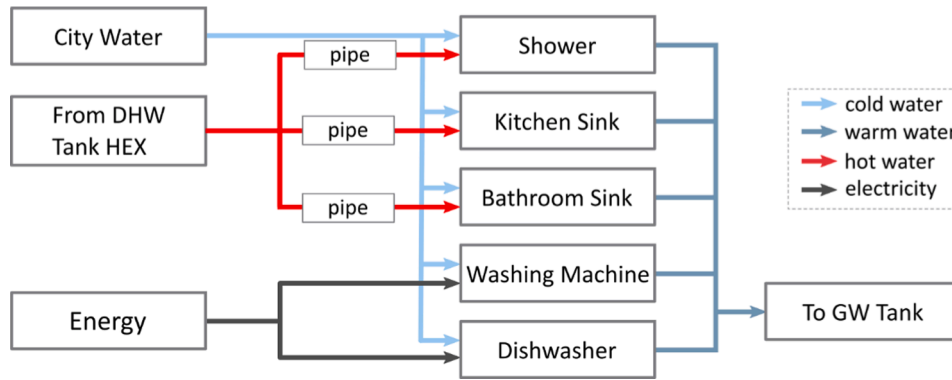 City Water
From DHW
Tank HEX
Energy
pipe
pipe
pipe
Shower
Kitchen Sink
Bathroom Sink
Washing Machine
Dishwasher
To GW Tank
cold water
warm water
hot water
electricity